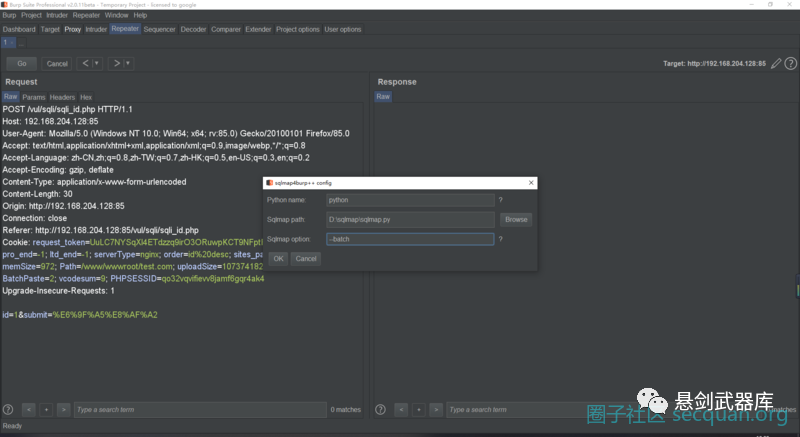 Burp Suite Professional v2.0.11beta - Temporary Project - licensed to google
Burp Project Intruder Repeater Window Help
Dashboard Target Proxy Intruder Repeater Sequencer Decoder Comparer Extender Project options User options
1 × ...
Go Cancel < | ▾ > | ▾ Target: http://192.168.204.128:85 ?
Request
Raw Params Headers Hex
POST /vul/sqli/sqli_id.php HTTP/1.1
Host: 192.168.204.128:85
User-Agent: Mozilla/5.0 (Windows NT 10.0; Win64; x64; rv:85.0) Gecko/20100101 Firefox/85.0
Accept: text/html,application/xhtml+xml,application/xml;q=0.9,image/webp,*/*;q=0.8
Accept-Language: zh-CN,zh;q=0.8,zh-TW;q=0.7,zh-HK;q=0.5,en-US;q=0.3,en;q=0.2
Accept-Encoding: gzip, deflate
Content-Type: application/x-www-form-urlencoded
Content-Length: 30
Origin: http://192.168.204.128:85
Connection: close
Referer: http://192.168.204.128:85/vul/sqli/sqli_id.php
Cookie:
pro_end=-1; ltd_end=-1; serverType=nginx; order=id%20desc; sites_pa
memSize=972; Path=/www/wwwroot/test.com; uploadSize=107374182
BatchPaste=2; vcodesum=9;
Upgrade-Insecure-Requests: 1
id=1&submit=%E6%9F%A5%E8%AF%A2
? < + > Type a search term 0 matches
Response
Raw
? < + > Type a search term matches
sqlmap4burp++ config ×
Python name: python ?
Sqlmap path: D:\sqlmap\sqlmap.py Browse
Sqlmap option: --batch ?
OK Cancel
Ready
悬剑武器库
圈子社区 secquan.org